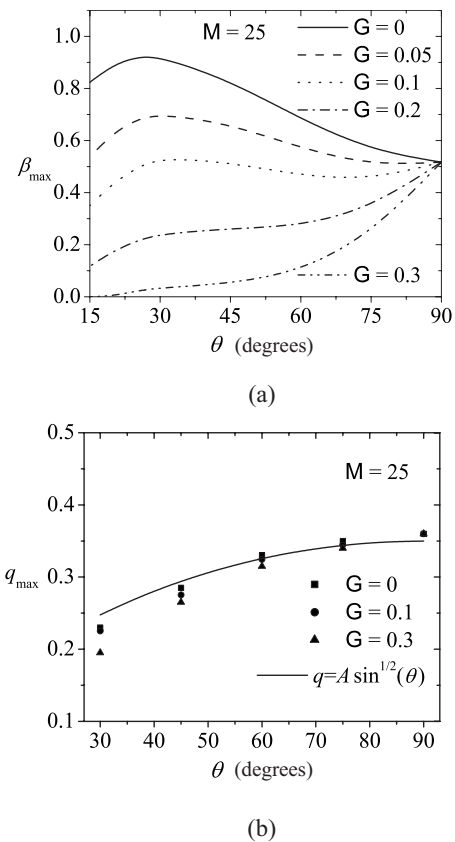 1.0
0.8
0.6
0.4
0.2
0.0
β_max
M = 25
G = 0
G = 0.05
G = 0.1
G = 0.2
G = 0.3
15 30 45 60 75 90
θ (degrees)
(a)
0.5
0.4
0.3
0.2
0.1
q_max
M = 25
G = 0
G = 0.1
G = 0.3
q=A sin^1/2(θ)
30 40 50 60 70 80 90
θ (degrees)
(b)